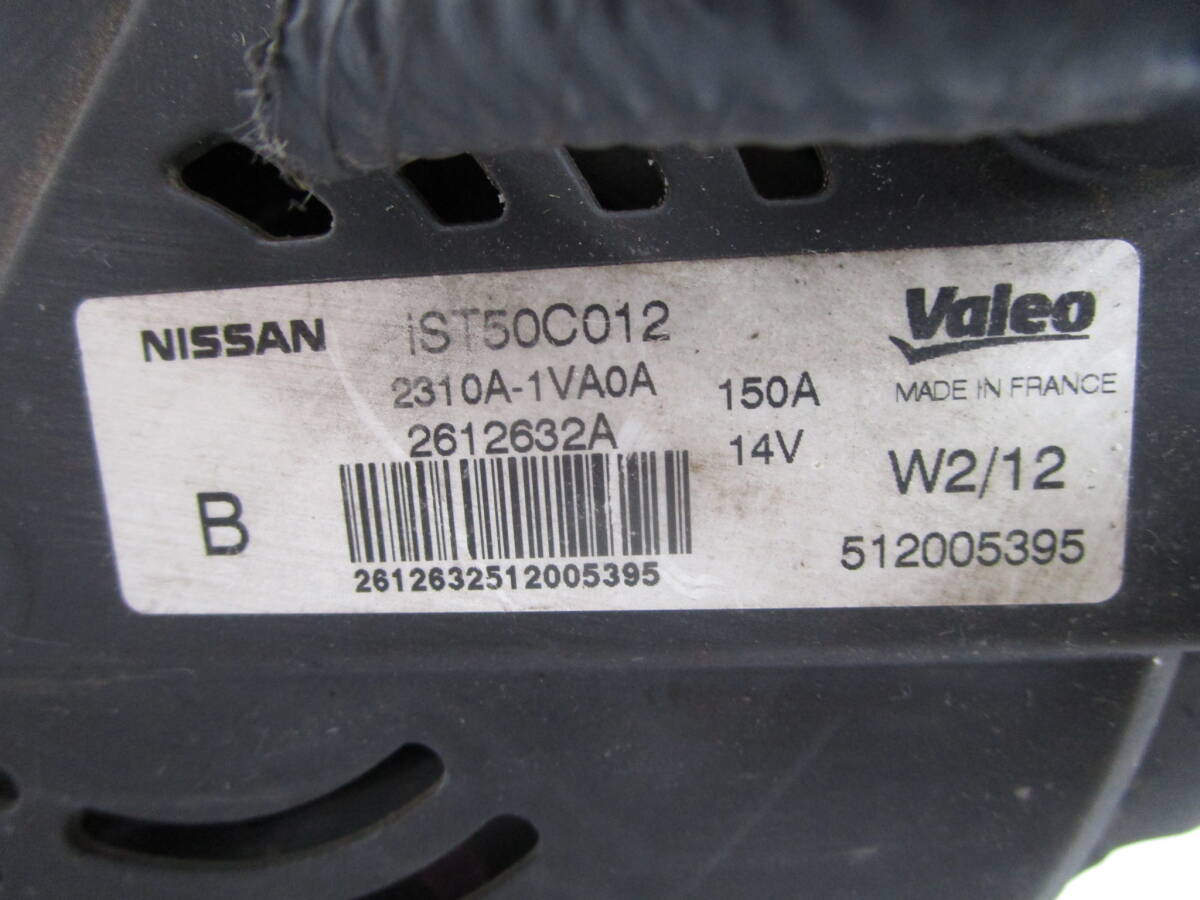 NISSAN iST50C012 Valeo
2310A-1VA0A 150A MADE IN FRANCE
2612632A 14V W2/12
B 512005395
2612632512005395